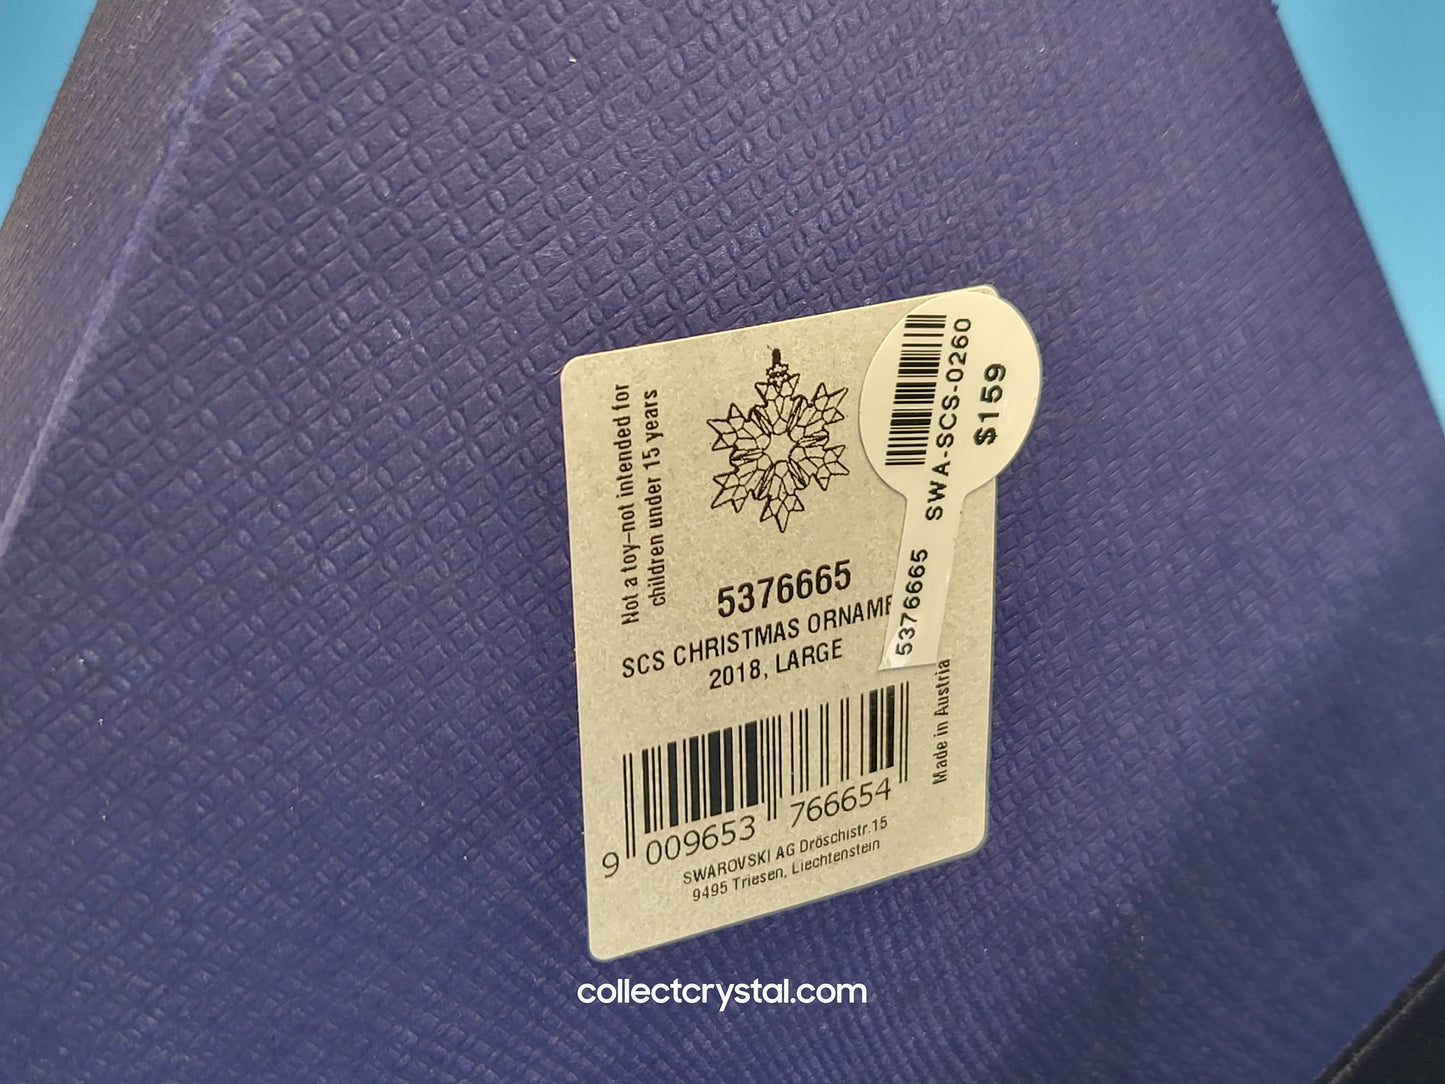 Not a toy–not intended for
children under 15 years
5376665
SCS CHRISTMAS ORNAME
2018, LARGE
Made in Austria
9 009653 766654
SWAROVSKI AG Dröschistr.15
9495 Triesen, Liechtenstein
SWA-SCS-0260
$159
5376665
collectcrystal.com